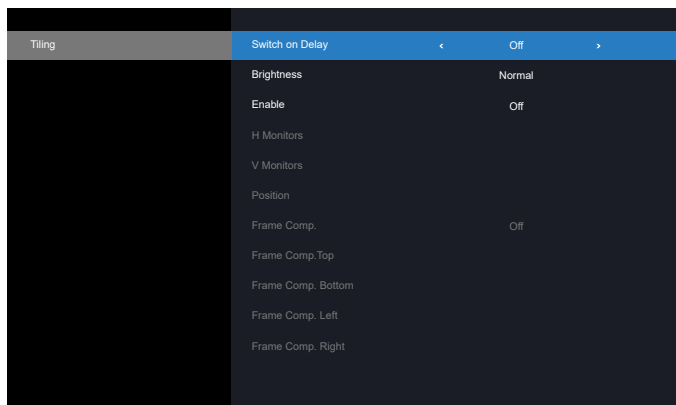 Tiling
Switch on Delay ‹ Off ›
Brightness Normal
Enable Off
H Monitors
V Monitors
Position
Frame Comp. Off
Frame Comp.Top
Frame Comp. Bottom
Frame Comp. Left
Frame Comp. Right